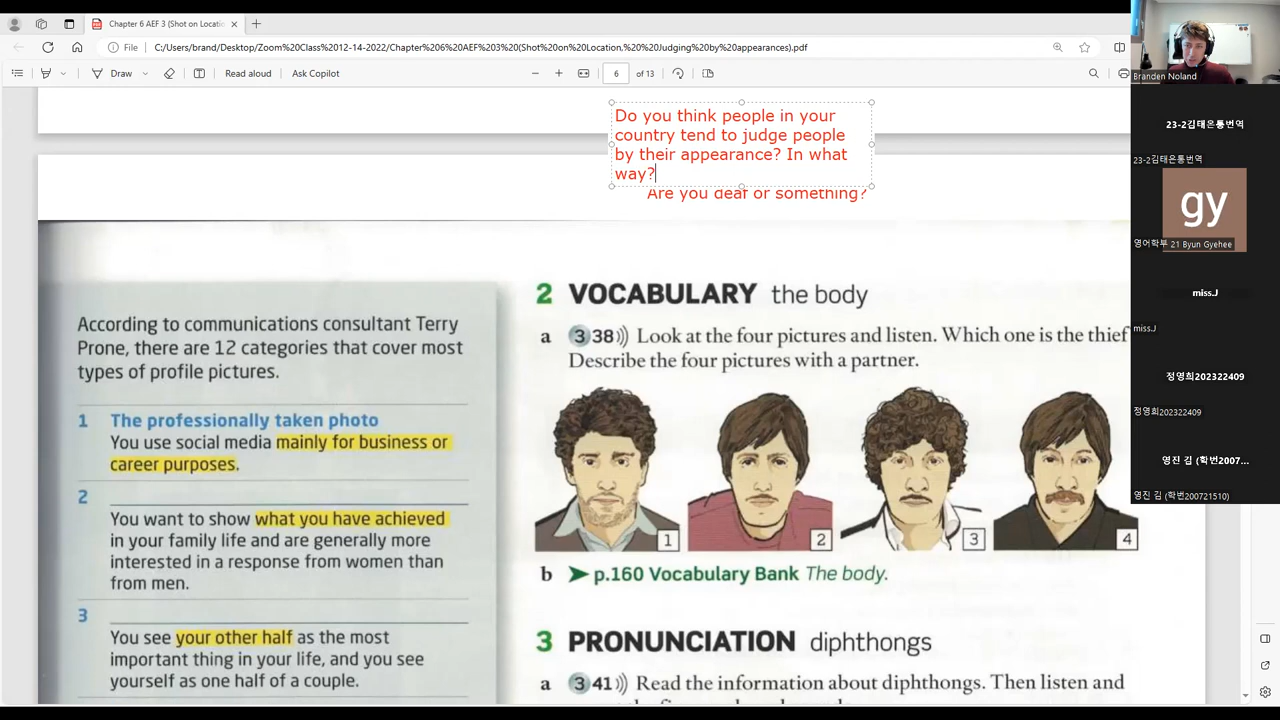 Chapter 6 AEF 3 (Shot on Locatio
File
C:/Users/brand/Desktop/Zoom%20Class%2012-14-2022/Chapter%206%20AEF%203%20(Shot%20on%20Location,%20%20Judging%20by%20appearances).pdf
Draw
Read aloud
Ask Copilot
6
of 13
Do you think people in your
country tend to judge people
by their appearance? In what
way?
Are you deaf or something?
According to communications consultant Terry
Prone, there are 12 categories that cover most
types of profile pictures.
1 The professionally taken photo
You use social media mainly for business or
career purposes.
2
You want to show what you have achieved
in your family life and are generally more
interested in a response from women than
from men.
3
You see your other half as the most
important thing in your life, and you see
yourself as one half of a couple.
2 VOCABULARY the body
a 3 38)) Look at the four pictures and listen. Which one is the thief
Describe the four pictures with a partner.
1
2
3
4
b p.160 Vocabulary Bank The body.
3 PRONUNCIATION diphthongs
a 3 41)) Read the information about diphthongs. Then listen and
Branden Noland
23-2김태은통번역
23-2김태은통번역
gy
영어학부 21 Byun Gyehee
miss.J
miss.J
정영희202322409
정영희202322409
영진 김 (학번2007...
영진 김 (학번200721510)